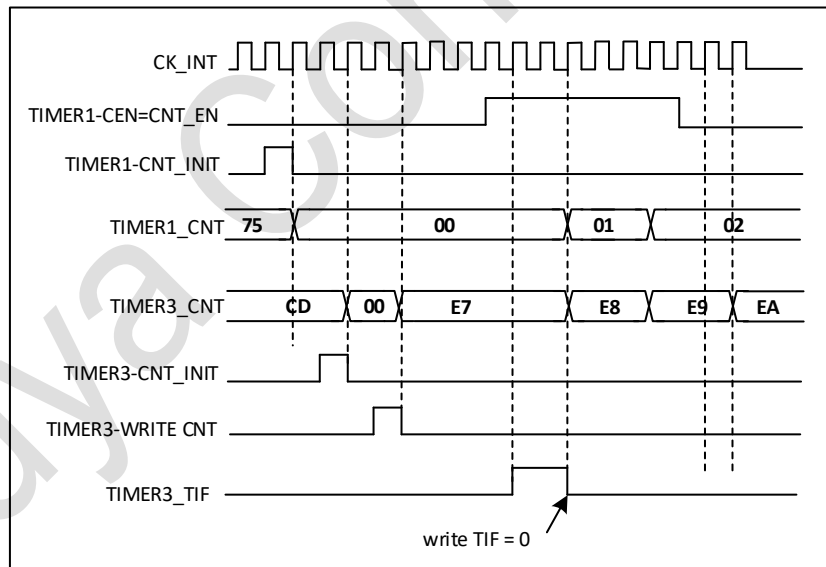 CK_INT
TIMER1-CEN=CNT_EN
TIMER1-CNT_INIT
TIMER1_CNT 75 00 01 02
TIMER3_CNT CD 00 E7 E8 E9 EA
TIMER3-CNT_INIT
TIMER3-WRITE CNT
TIMER3_TIF
write TIF = 0